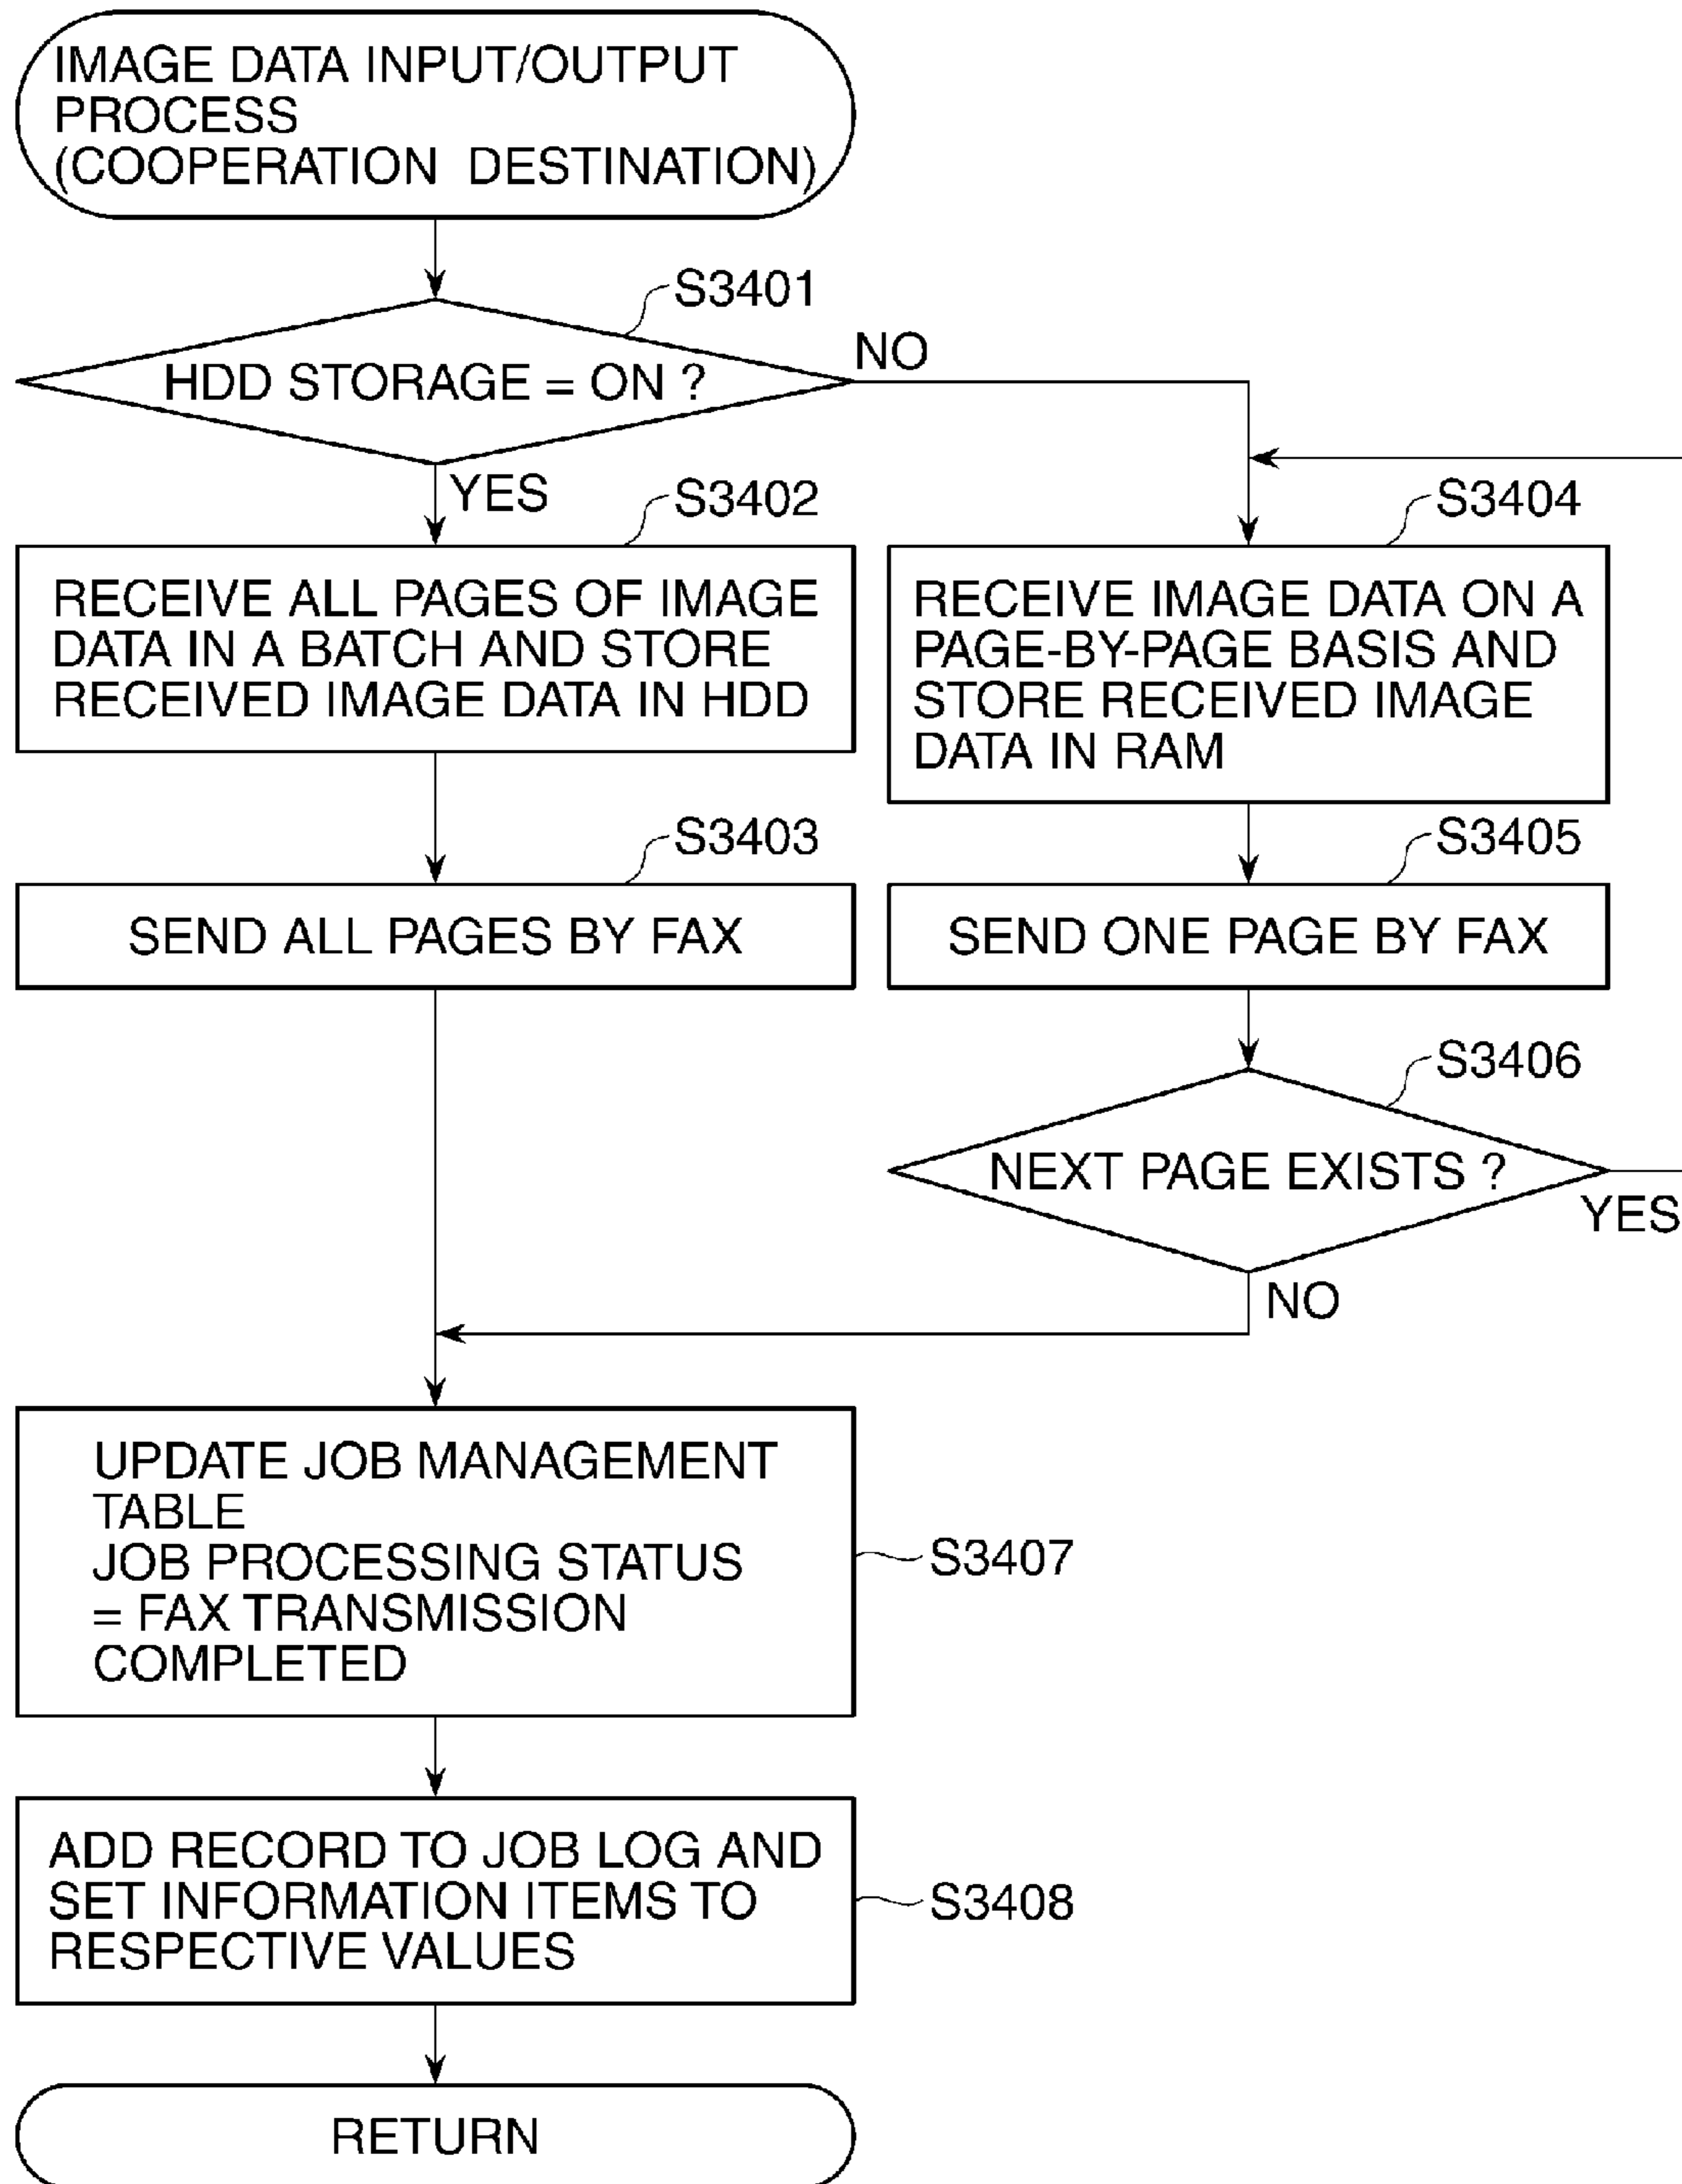 IMAGE DATA INPUT/OUTPUT
PROCESS
(COOPERATION DESTINATION)
S3401
HDD STORAGE = ON ?
NO
YES
S3402
RECEIVE ALL PAGES OF IMAGE
DATA IN A BATCH AND STORE
RECEIVED IMAGE DATA IN HDD
S3404
RECEIVE IMAGE DATA ON A
PAGE-BY-PAGE BASIS AND
STORE RECEIVED IMAGE
DATA IN RAM
S3403
SEND ALL PAGES BY FAX
S3405
SEND ONE PAGE BY FAX
S3406
NEXT PAGE EXISTS ?
YES
NO
UPDATE JOB MANAGEMENT
TABLE
JOB PROCESSING STATUS
= FAX TRANSMISSION
COMPLETED
S3407
ADD RECORD TO JOB LOG AND
SET INFORMATION ITEMS TO
RESPECTIVE VALUES
S3408
RETURN